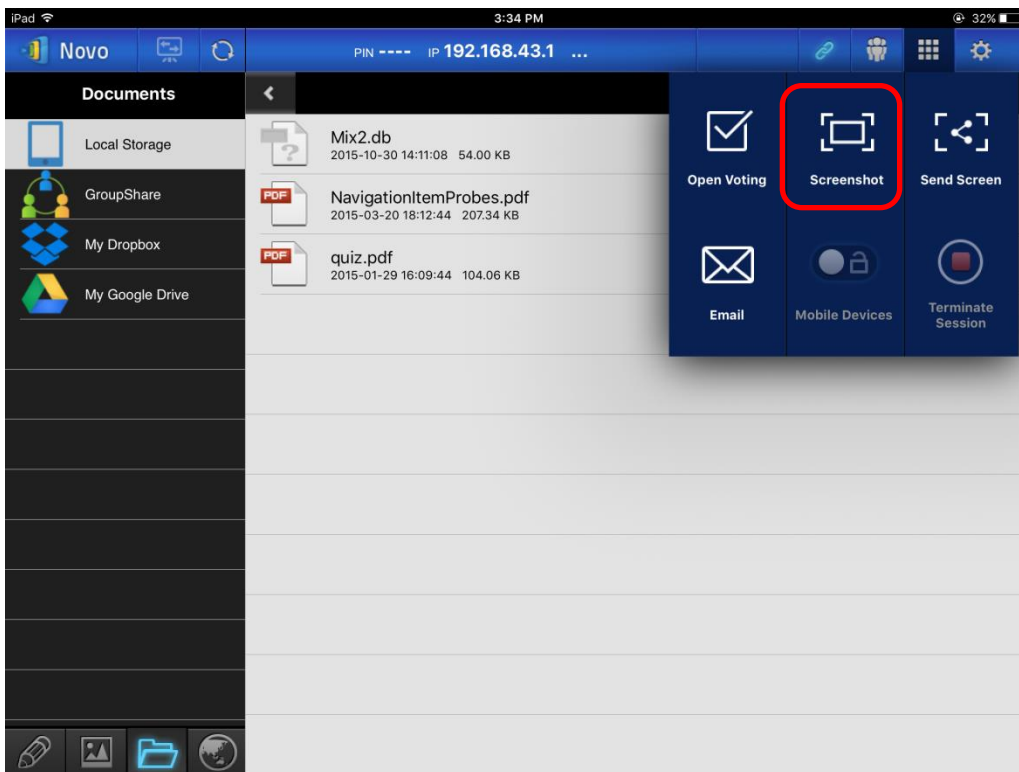 iPad 3:34 PM 32%
Novo PIN ---- IP 192.168.43.1 ...
Documents
Local Storage
GroupShare
My Dropbox
My Google Drive
Mix2.db
2015-10-30 14:11:08 54.00 KB
PDF
NavigationItemProbes.pdf
2015-03-20 18:12:44 207.34 KB
PDF
quiz.pdf
2015-01-29 16:09:44 104.06 KB
Open Voting Screenshot Send Screen
Email Mobile Devices Terminate
Session